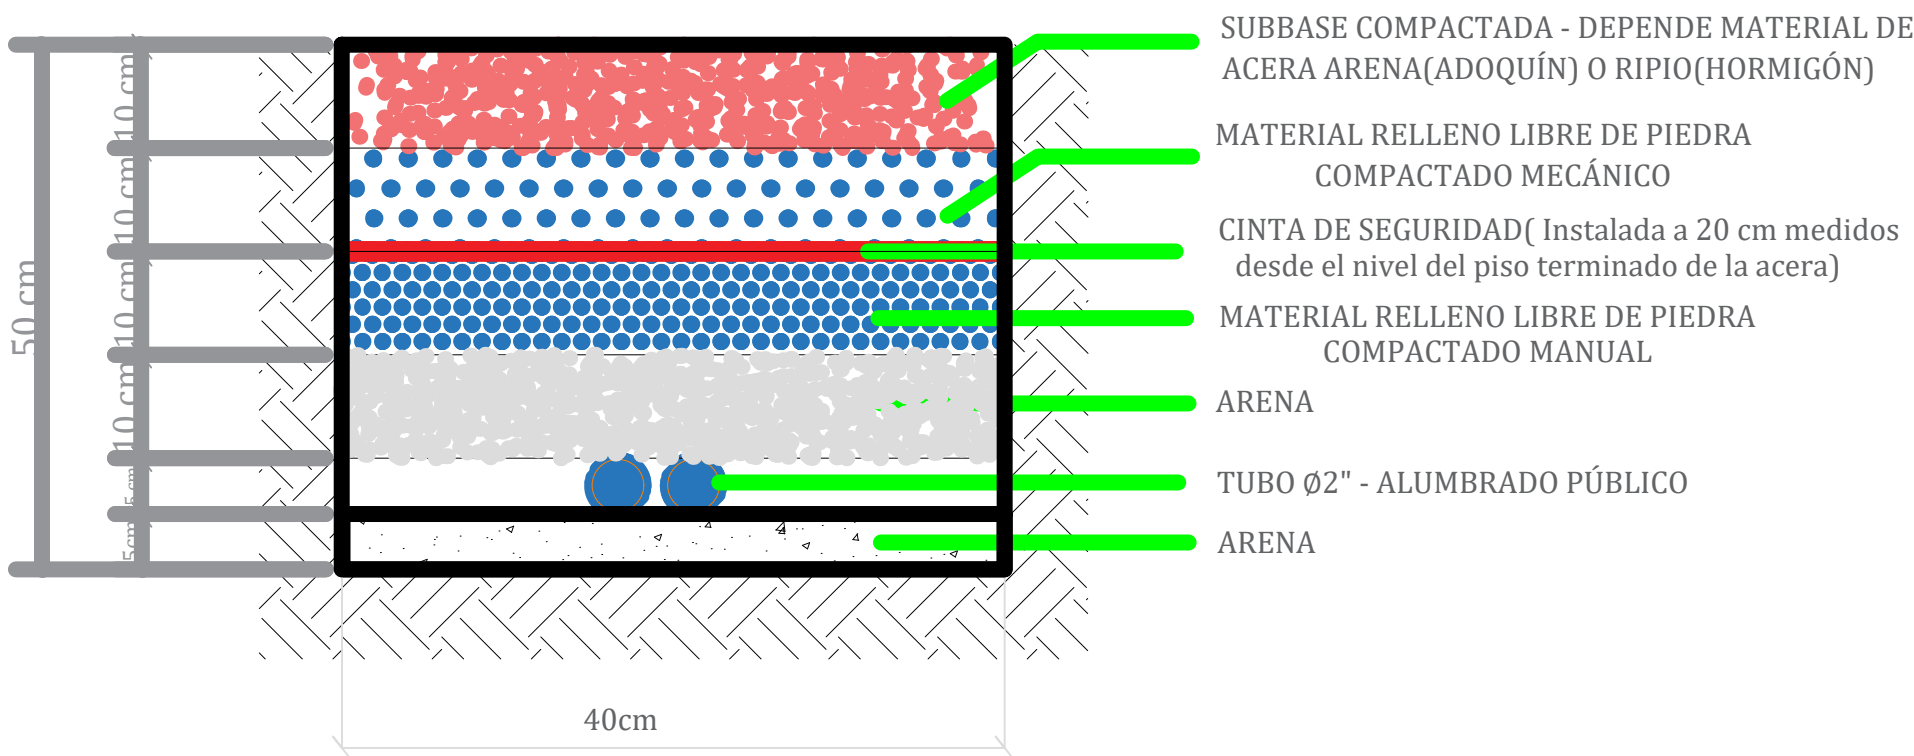 SUBBASE COMPACTADA - DEPENDE MATERIAL DE
ACERA ARENA(ADOQUÍN) O RIPIO(HORMIGÓN)
MATERIAL RELLENO LIBRE DE PIEDRA
COMPACTADO MECÁNICO
CINTA DE SEGURIDAD( Instalada a 20 cm medidos
desde el nivel del piso terminado de la acera)
MATERIAL RELLENO LIBRE DE PIEDRA
COMPACTADO MANUAL
ARENA
TUBO Ø2" - ALUMBRADO PÚBLICO
ARENA
50 cm
10 cm
10 cm
10 cm
10 cm
5 cm
5cm
40cm